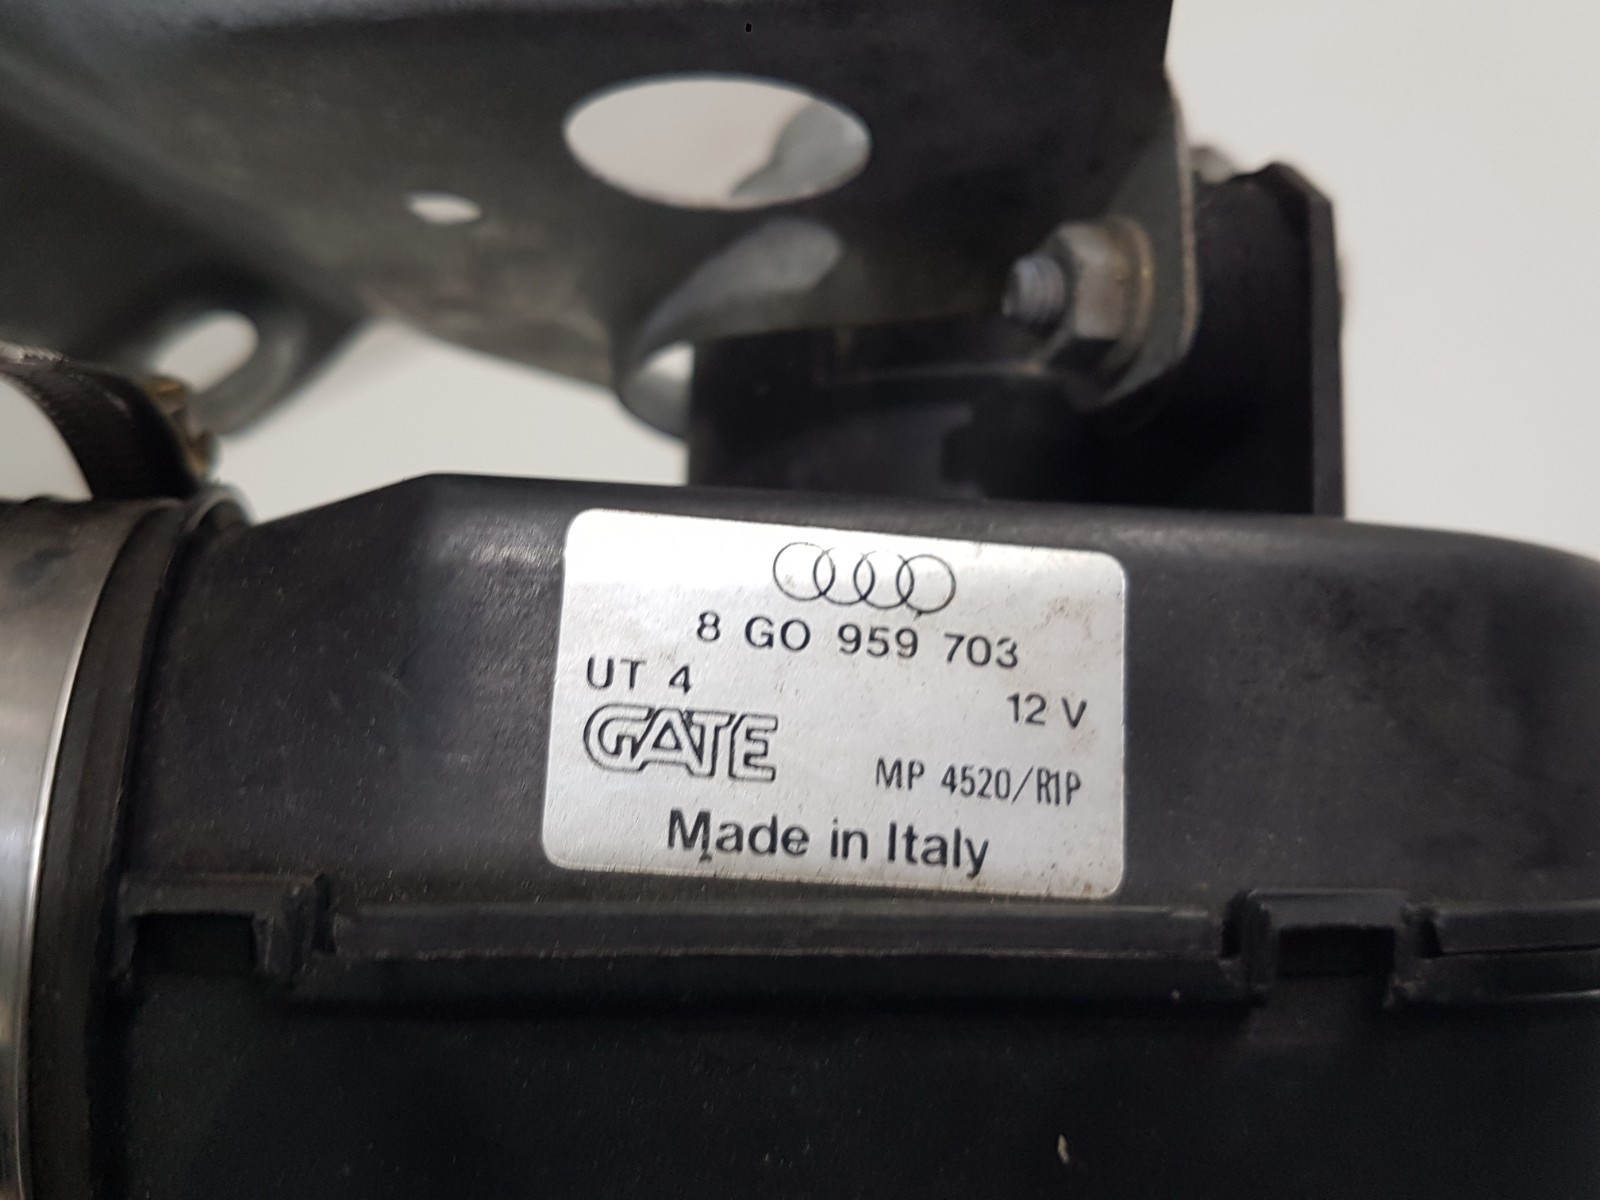 8 GO 959 703
UT 4
12 V
GATE
MP 4520/R1P
Made in Italy